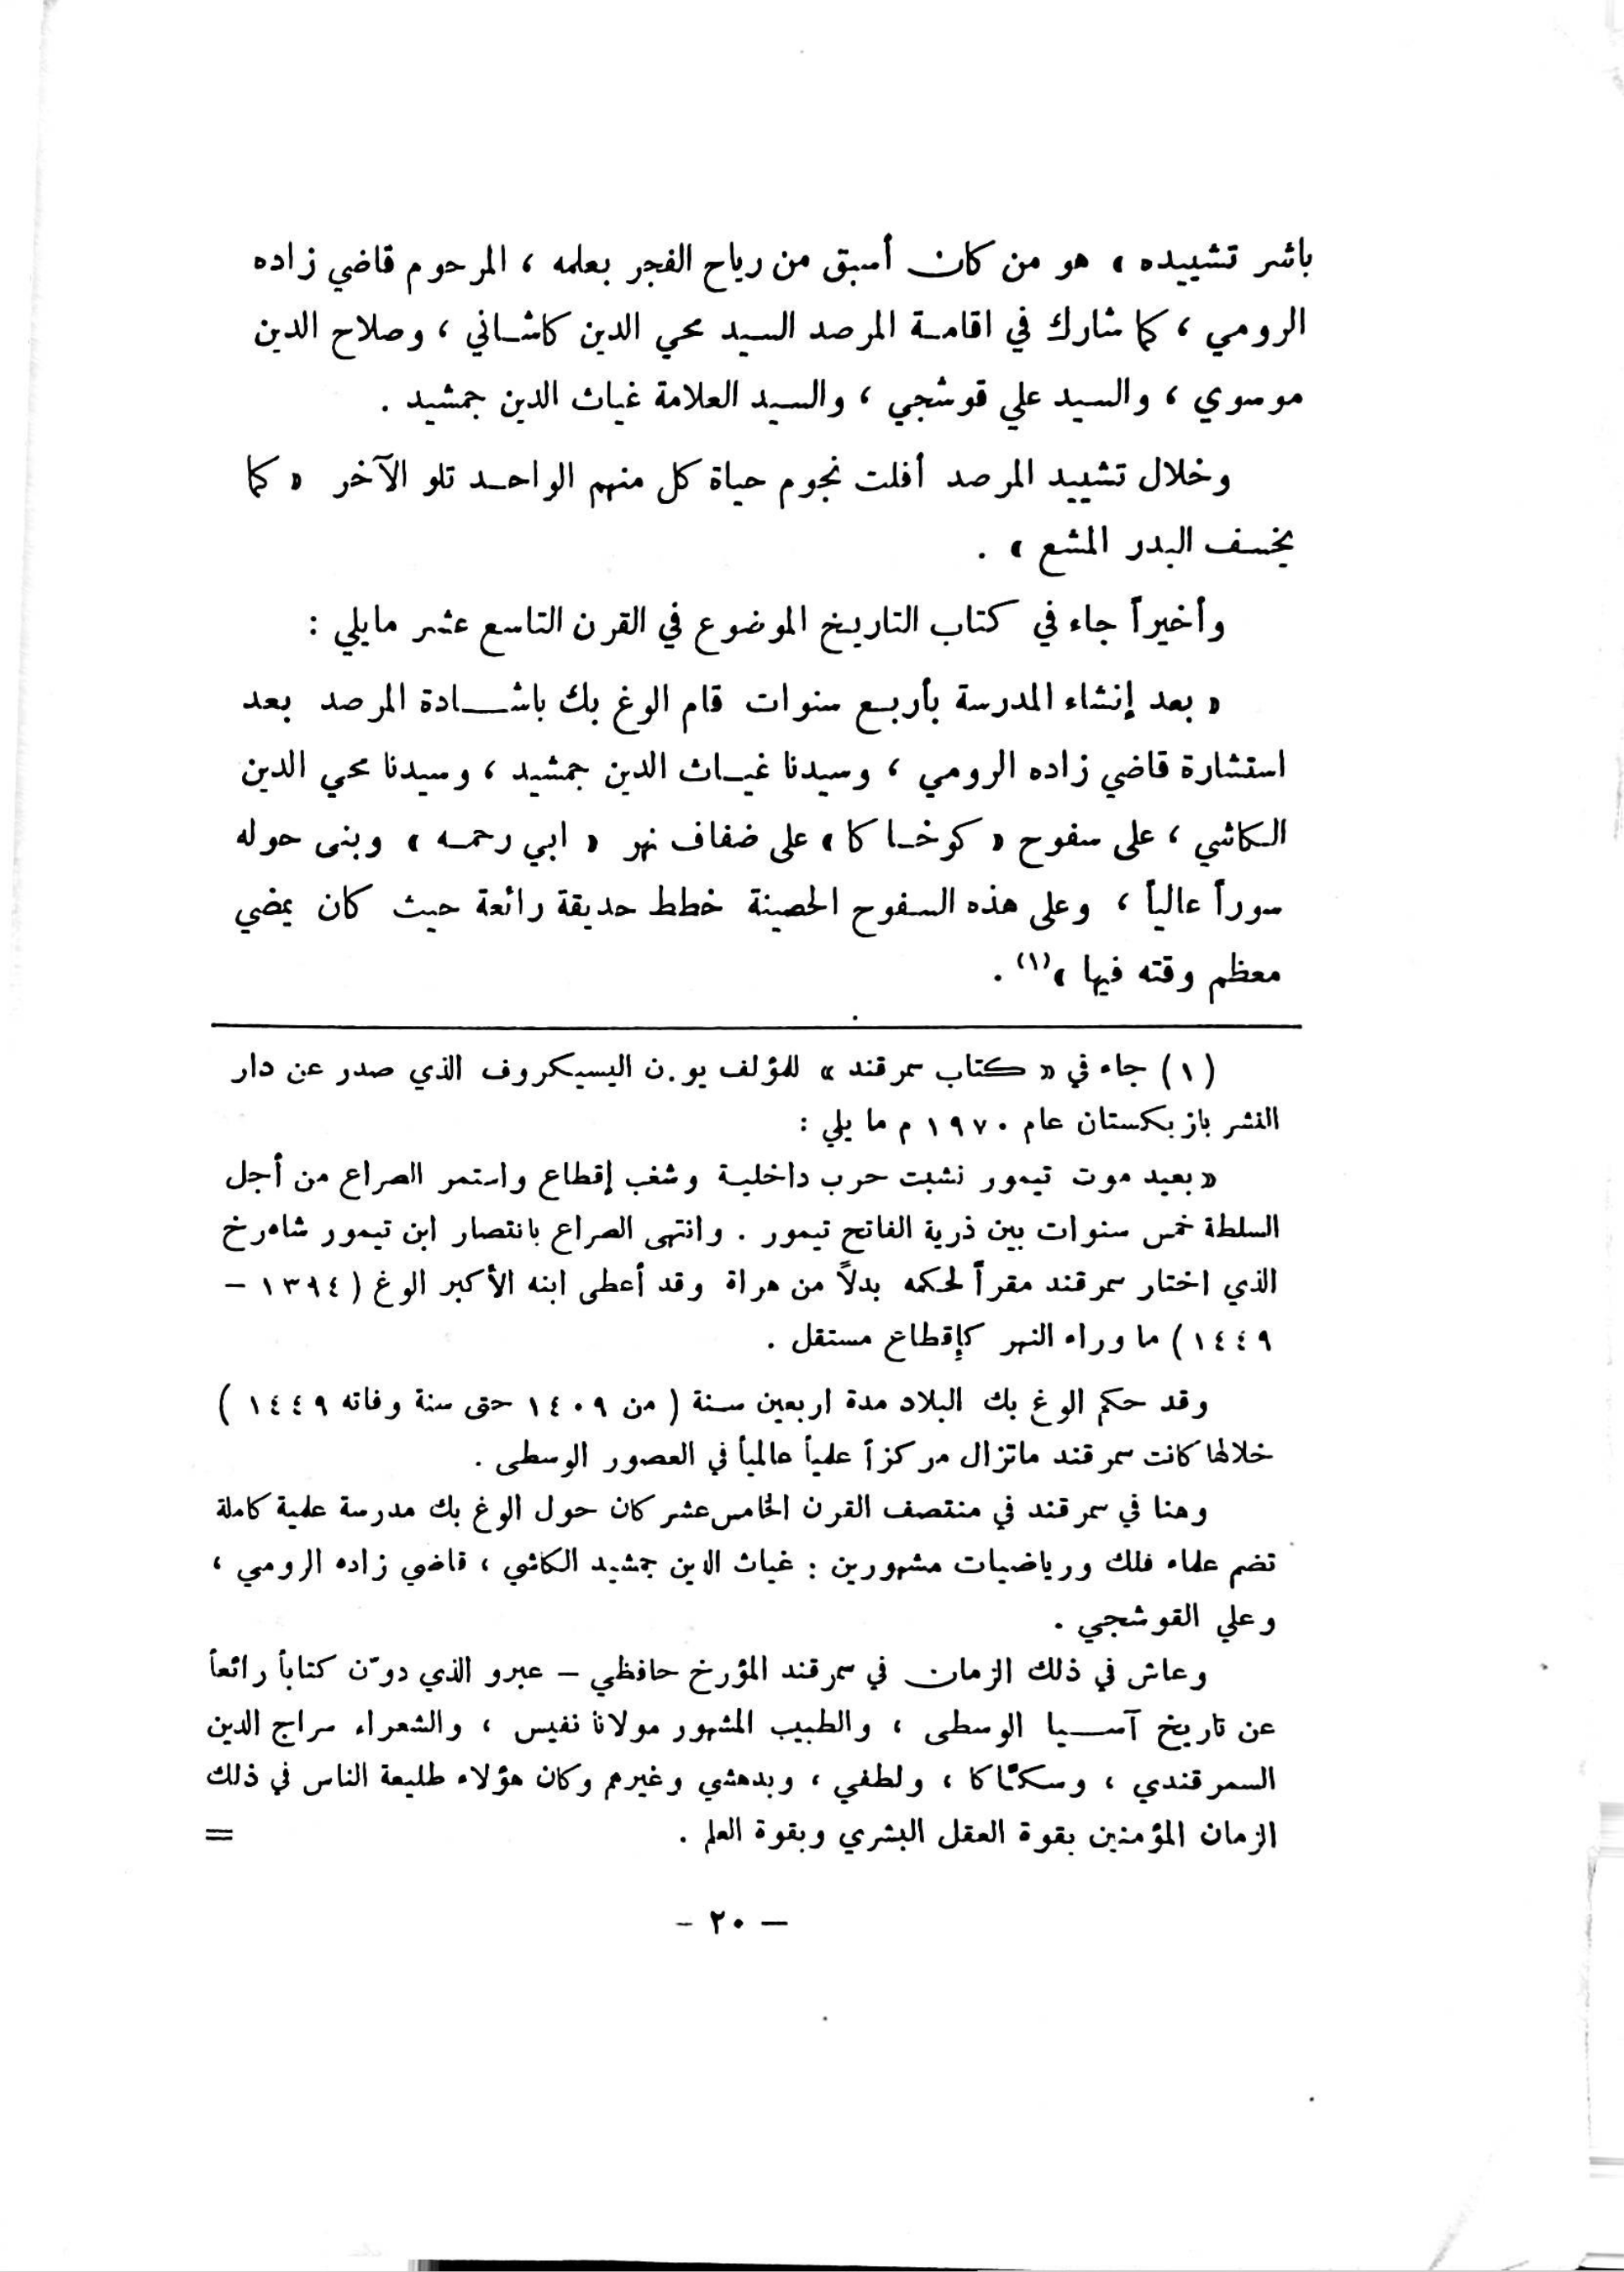 باشر تشييده » هو من كان أسبق من رياح الفجر بعلمه ، المرحوم قاضي زاده
الرومي ، كما شارك في اقامة المرصد السيد محي الدين كاشاني ، وصلاح الدين
موسوي ، والسيد علي قوشجي ، والسيد العلامة غياث الدين جمشيد .
وخلال تشييد المرصد أفلت نجوم حياة كل منهم الواحد تلو الآخر « كما
يخسف البدر المشع » .
وأخيراً جاء في كتاب التاريخ الموضوع في القرن التاسع عشر مايلي :
« بعد إنشاء المدرسة بأربع سنوات قام الوغ بك باشادة المرصد بعد
استشارة قاضي زاده الرومي ، وسيدنا غياث الدين جمشيد ، وسيدنا محي الدين
الكاشي ، على سفوح « كوخاكا » على ضفاف نهر « ابي رحمه » وبنى حوله
سوراً عالياً ، وعلى هذه السفوح الحصينة خطط حديقة رائعة حيث كان يمضي
معظم وقته فيها »(١) .
(١) جاء في « كتاب سمرقند » للمؤلف يو.ن اليسيكروف الذي صدر عن دار
النشر بازبكستان عام ١٩٧٠ م ما يلي :
« بعيد موت تيمور نشبت حرب داخلية وشغب إقطاع واستمر الصراع من أجل
السلطة خمس سنوات بين ذرية الفاتح تيمور . وانتهى الصراع بانتصار ابن تيمور شاه رخ
الذي اختار سمرقند مقراً لحكمه بدلاً من هراة وقد أعطى ابنه الأكبر الوغ ( ١٣٩٤ –
١٤٤٩ ) ما وراء النهر كإقطاع مستقل .
وقد حكم الوغ بك البلاد مدة اربعين سنة ( من ١٤٠٩ حتى سنة وفاته ١٤٤٩ )
خلالها كانت سمرقند ماتزال مركزاً علمياً عالمياً في العصور الوسطى .
وهنا في سمرقند في منتصف القرن الخامس عشر كان حول الوغ بك مدرسة علمية كاملة
تضم علماء فلك ورياضيات مشهورين : غياث الدين جمشيد الكاشي ، قاضي زاده الرومي ،
وعلي القوشجي .
وعاش في ذلك الزمان في سمرقند المؤرخ حافظي – عبرو الذي دوّن كتاباً رائعاً
عن تاريخ آسيا الوسطى ، والطبيب المشهور مولانا نفيس ، والشعراء سراج الدين
السمرقندي ، وسكّاكا ، ولطفي ، وبدهشي وغيرهم وكان هؤلاء طليعة الناس في ذلك
الزمان المؤمنين بقوة العقل البشري وبقوة العلم . =
– ٢٠ –